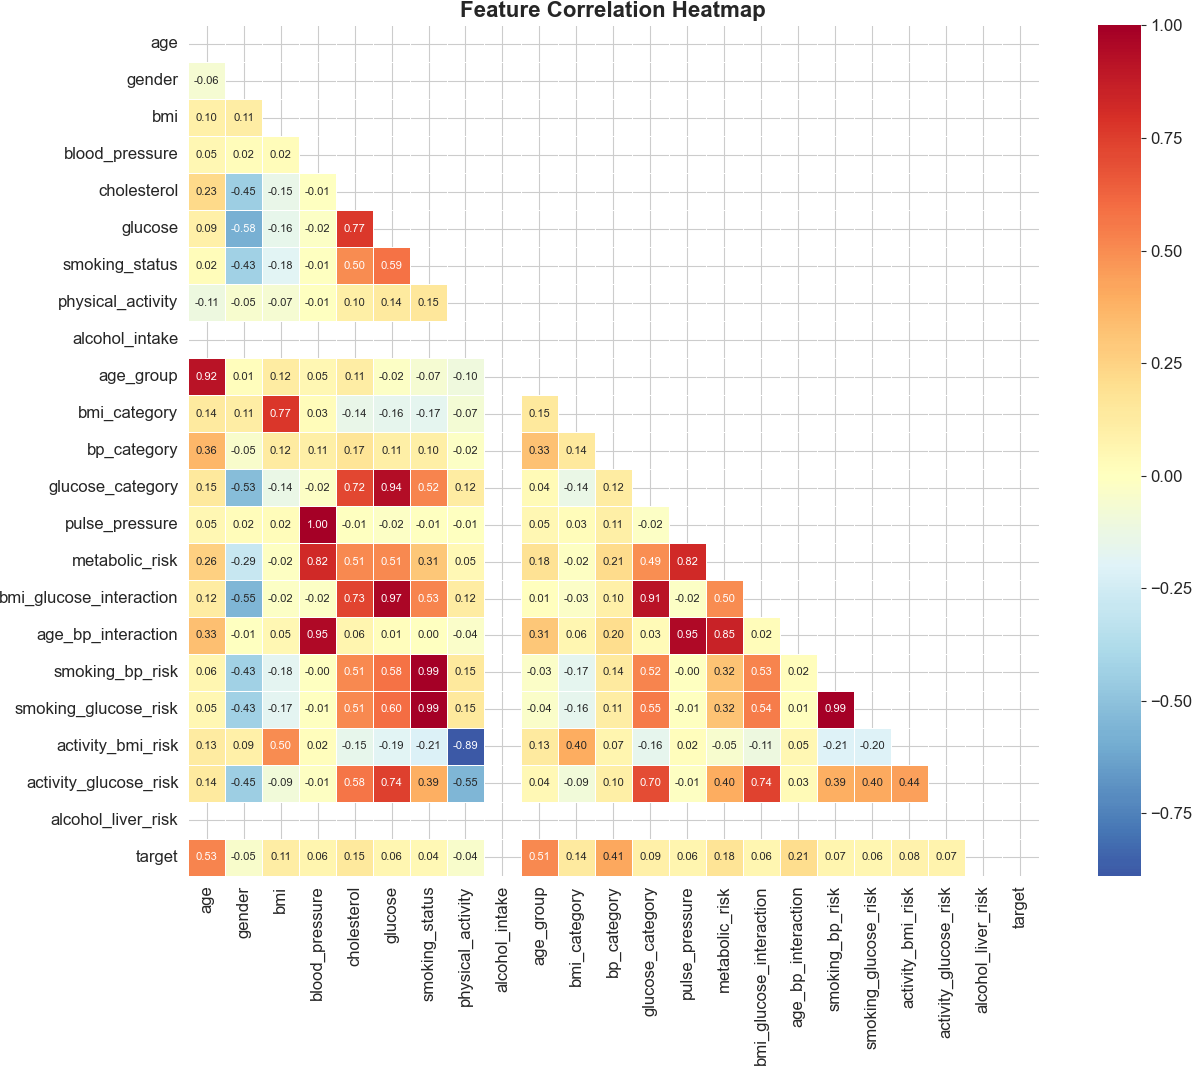 Feature Correlation Heatmap
age
gender -0.06
bmi 0.10 0.11
blood_pressure 0.05 0.02 0.02
cholesterol 0.23 -0.45 -0.15 -0.01
glucose 0.09 -0.58 -0.16 -0.02 0.77
smoking_status 0.02 -0.43 -0.18 -0.01 0.50 0.59
physical_activity -0.11 -0.05 -0.07 -0.01 0.10 0.14 0.15
alcohol_intake
age_group 0.92 0.01 0.12 0.05 0.11 -0.02 -0.07 -0.10
bmi_category 0.14 0.11 0.77 0.03 -0.14 -0.16 -0.17 -0.07 0.15
bp_category 0.36 -0.05 0.12 0.11 0.17 0.11 0.10 -0.02 0.33 0.14
glucose_category 0.15 -0.53 -0.14 -0.02 0.72 0.94 0.52 0.12 0.04 -0.14 0.12
pulse_pressure 0.05 0.02 0.02 1.00 -0.01 -0.02 -0.01 -0.01 0.05 0.03 0.11 -0.02
metabolic_risk 0.26 -0.29 -0.02 0.82 0.51 0.51 0.31 0.05 0.18 -0.02 0.21 0.49 0.82
bmi_glucose_interaction 0.12 -0.55 -0.02 -0.02 0.73 0.97 0.53 0.12 0.01 -0.03 0.10 0.91 -0.02 0.50
age_bp_interaction 0.33 -0.01 0.05 0.95 0.06 0.01 0.00 -0.04 0.31 0.06 0.20 0.03 0.95 0.85 0.02
smoking_bp_risk 0.06 -0.43 -0.18 -0.00 0.51 0.58 0.99 0.15 -0.03 -0.17 0.14 0.52 -0.00 0.32 0.53 0.02
smoking_glucose_risk 0.05 -0.43 -0.17 -0.01 0.51 0.60 0.99 0.15 -0.04 -0.16 0.11 0.55 -0.01 0.32 0.54 0.01 0.99
activity_bmi_risk 0.13 0.09 0.50 0.02 -0.15 -0.19 -0.21 -0.89 0.13 0.40 0.07 -0.16 0.02 -0.05 -0.11 0.05 -0.21 -0.20
activity_glucose_risk 0.14 -0.45 -0.09 -0.01 0.58 0.74 0.39 -0.55 0.04 -0.09 0.10 0.70 -0.01 0.40 0.74 0.03 0.39 0.40 0.44
alcohol_liver_risk
target 0.53 -0.05 0.11 0.06 0.15 0.06 0.04 -0.04 0.51 0.14 0.41 0.09 0.06 0.18 0.06 0.21 0.07 0.06 0.08 0.07
age
gender
bmi
blood_pressure
cholesterol
glucose
smoking_status
physical_activity
alcohol_intake
age_group
bmi_category
bp_category
glucose_category
pulse_pressure
metabolic_risk
bmi_glucose_interaction
age_bp_interaction
smoking_bp_risk
smoking_glucose_risk
activity_bmi_risk
activity_glucose_risk
alcohol_liver_risk
target
1.00
0.75
0.50
0.25
0.00
−0.25
−0.50
−0.75